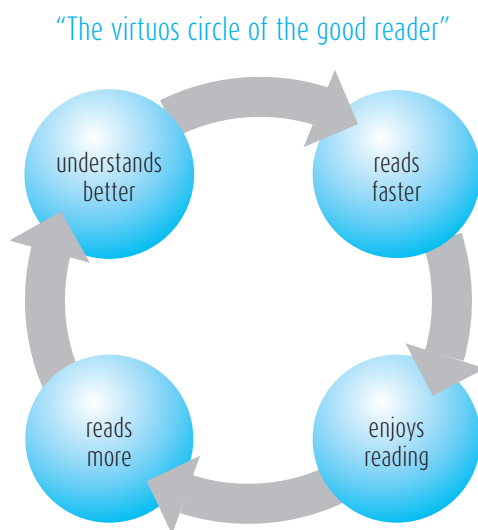 “The virtuos circle of the good reader”
understands
better
reads
faster
enjoys
reading
reads
more